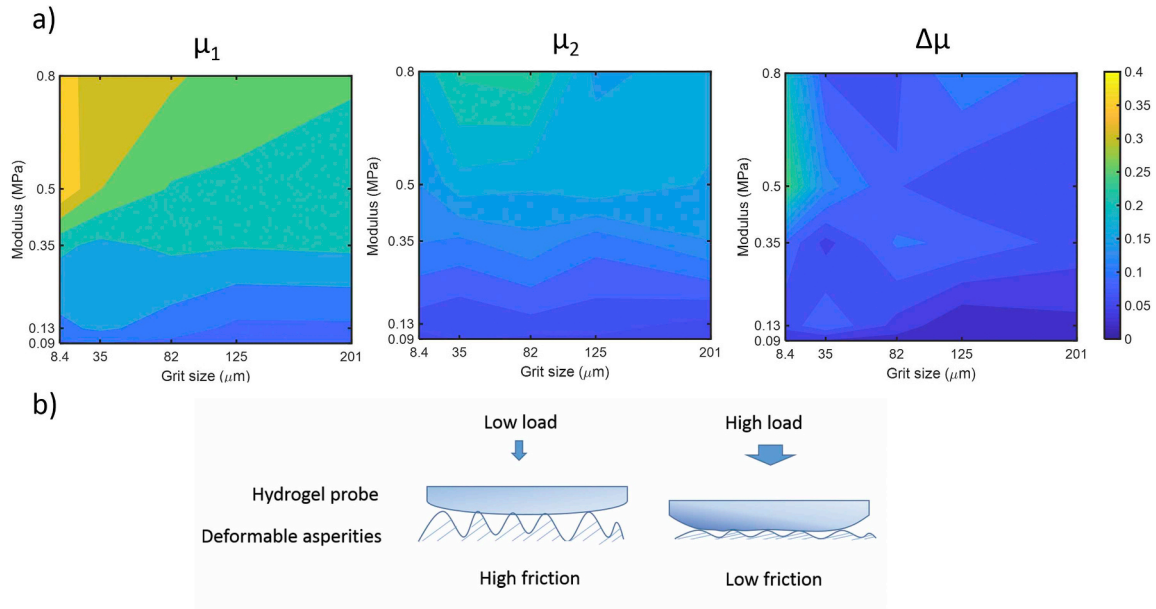 a)
μ₁
μ₂
Δμ
Modulus (MPa)
0.8
0.5
0.35
0.13
0.09
8.4 35 82 125 201
Grit size (μm)
Modulus (MPa)
0.8
0.5
0.35
0.13
0.09
8.4 35 82 125 201
Grit size (μm)
Modulus (MPa)
0.8
0.5
0.35
0.13
0.09
8.4 35 82 125 201
Grit size (μm)
0.4
0.35
0.3
0.25
0.2
0.15
0.1
0.05
0
b)
Low load
High load
Hydrogel probe
Deformable asperities
High friction
Low friction